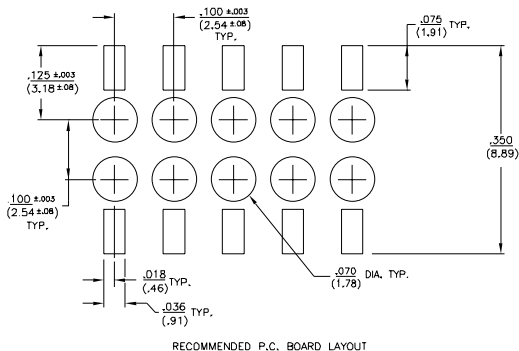 .100 ±.003
(2.54 ±.08)
TYP.
.075 TYP.
(1.91)
.125 ±.003
(3.18 ±.08)
.350
(8.89)
.100 ±.003
(2.54 ±.08)
TYP.
.018 TYP.
(.46)
.070 DIA. TYP.
(1.78)
.036 TYP.
(.91)
RECOMMENDED P.C. BOARD LAYOUT